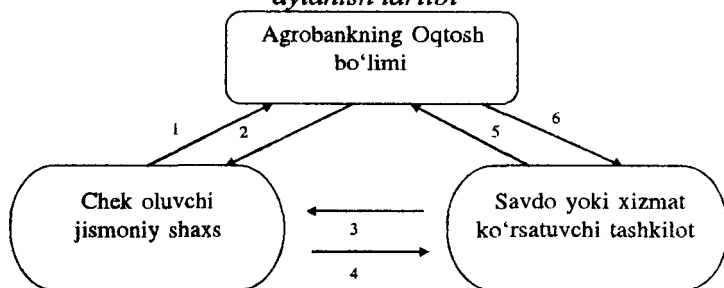 aylanish tartibi
Agrobankning Oqtosh
bo‘limi
1
2
5
6
Chek oluvchi
jismoniy shaxs
Savdo yoki xizmat
ko‘rsatuvchi tashkilot
3
4